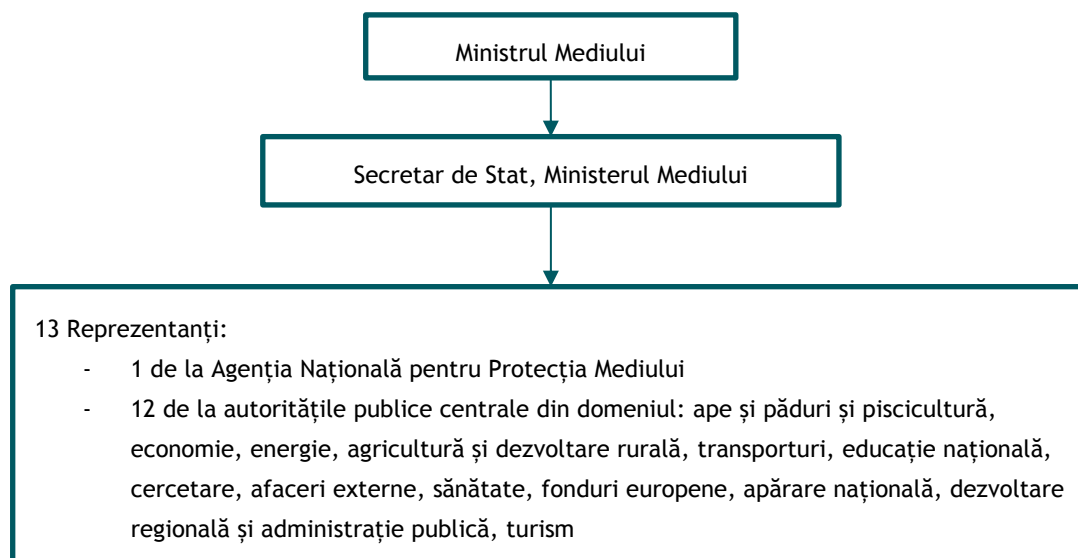 Ministrul Mediului
Secretar de Stat, Ministerul Mediului
13 Reprezentanți:
- 1 de la Agenția Națională pentru Protecția Mediului
- 12 de la autoritățile publice centrale din domeniul: ape și păduri și piscicultură,
economie, energie, agricultură și dezvoltare rurală, transporturi, educație națională,
cercetare, afaceri externe, sănătate, fonduri europene, apărare națională, dezvoltare
regională și administrație publică, turism